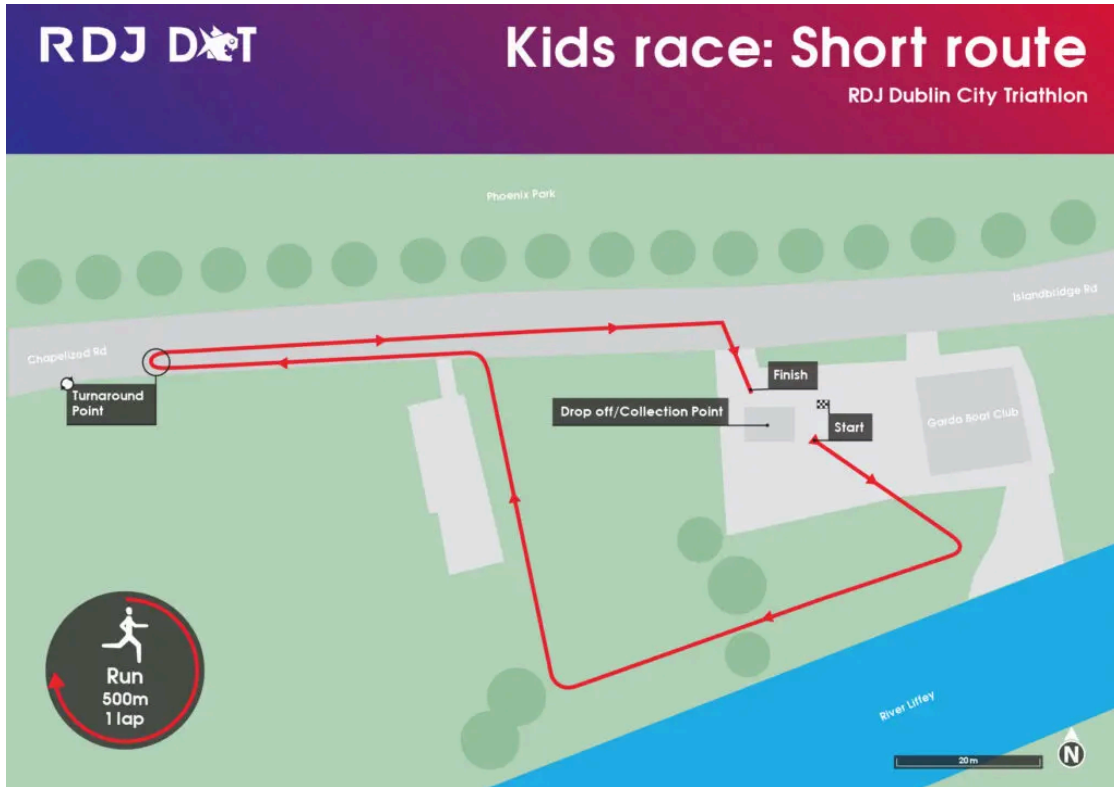 RDJ DCT
Kids race: Short route
RDJ Dublin City Triathlon
Phoenix Park
Islandbridge Rd
Chapelizod Rd
Turnaround
Point
Finish
Drop off/Collection Point
Start
Garda Boat Club
Run
500m
1 lap
River Liffey
20m
N